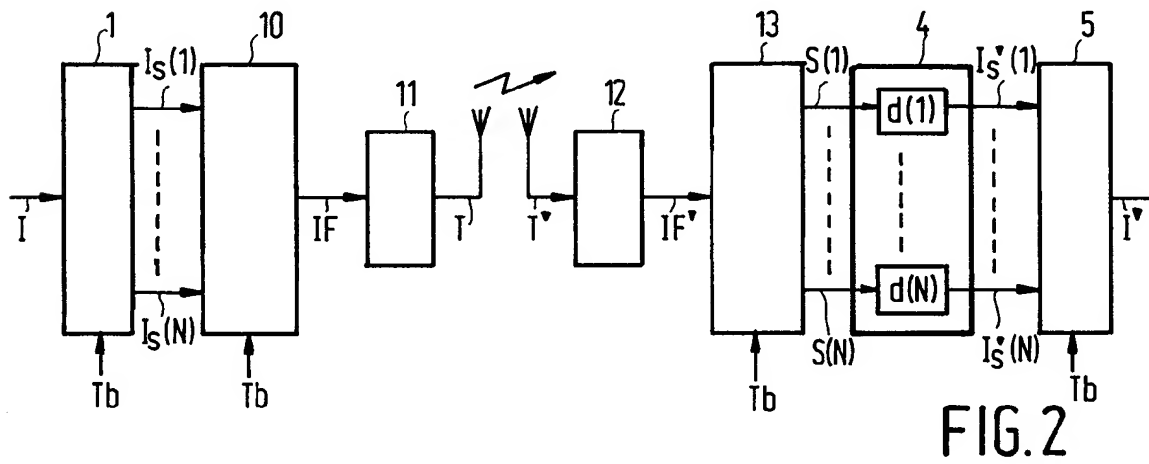 1
10
11
12
13
4
5
Is(1)
S(1)
Is'(1)
d(1)
I
IF
T
T'
IF'
I'
d(N)
Is(N)
S(N)
Is'(N)
Tb
Tb
Tb
Tb
FIG.2